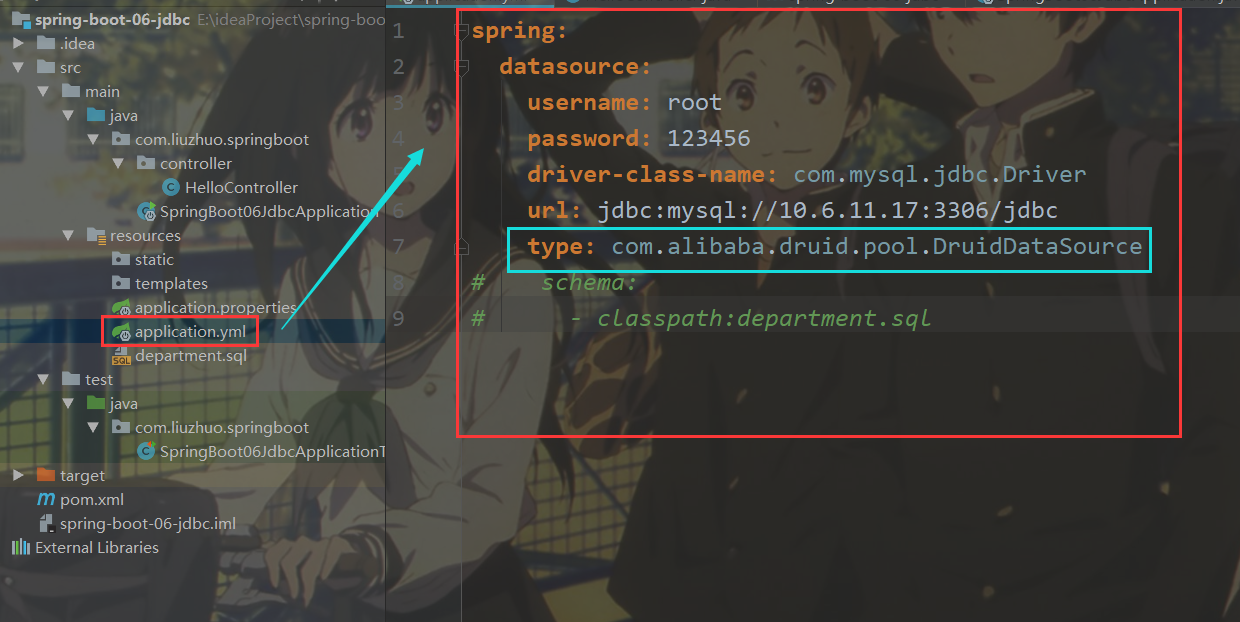 spring-boot-06-jdbc E:\ideaProject\spring-boo
.idea
src
main
java
com.liuzhuo.springboot
controller
HelloController
SpringBoot06JdbcApplication
resources
static
templates
application.properties
application.yml
department.sql
test
java
com.liuzhuo.springboot
SpringBoot06JdbcApplicationT
target
pom.xml
spring-boot-06-jdbc.iml
External Libraries
1 spring:
2 datasource:
3 username: root
4 password: 123456
driver-class-name: com.mysql.jdbc.Driver
6 url: jdbc:mysql://10.6.11.17:3306/jdbc
7 type: com.alibaba.druid.pool.DruidDataSource
8 # schema:
9 # - classpath:department.sql